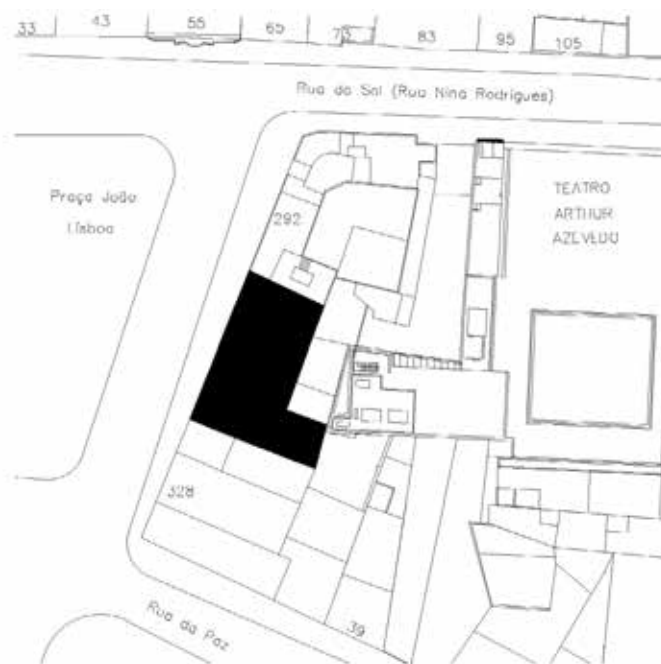 33
43
55
65
73
83
95
105
Rua do Sol (Rua Nina Rodrigues)
Praça João
Lisboa
TEATRO
ARTHUR
AZEVEDO
292
328
Rua da Paz
39